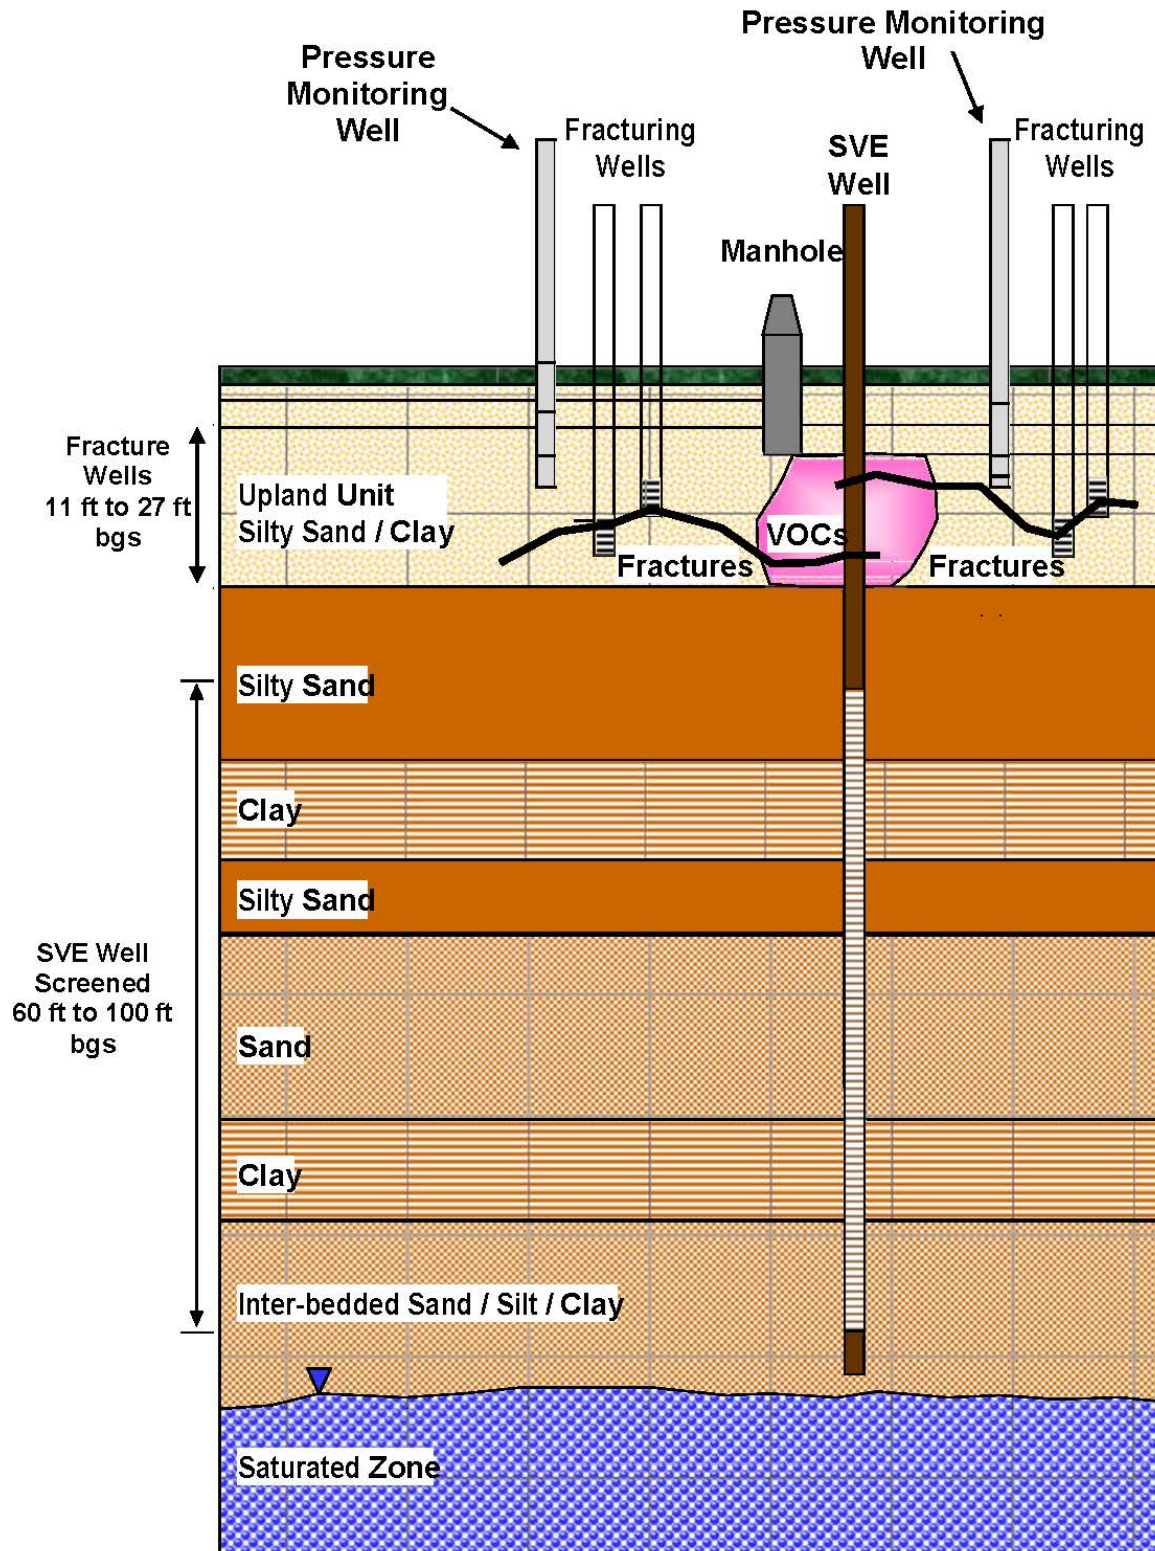 Pressure
Monitoring
Well
Pressure Monitoring
Well
Fracturing
Wells
SVE
Well
Fracturing
Wells
Manhole
Fracture
Wells
11 ft to 27 ft
bgs
Upland Unit
Silty Sand / Clay
VOCs
Fractures
Fractures
Silty Sand
Clay
Silty Sand
SVE Well
Screened
60 ft to 100 ft
bgs
Sand
Clay
Inter-bedded Sand / Silt / Clay
Saturated Zone